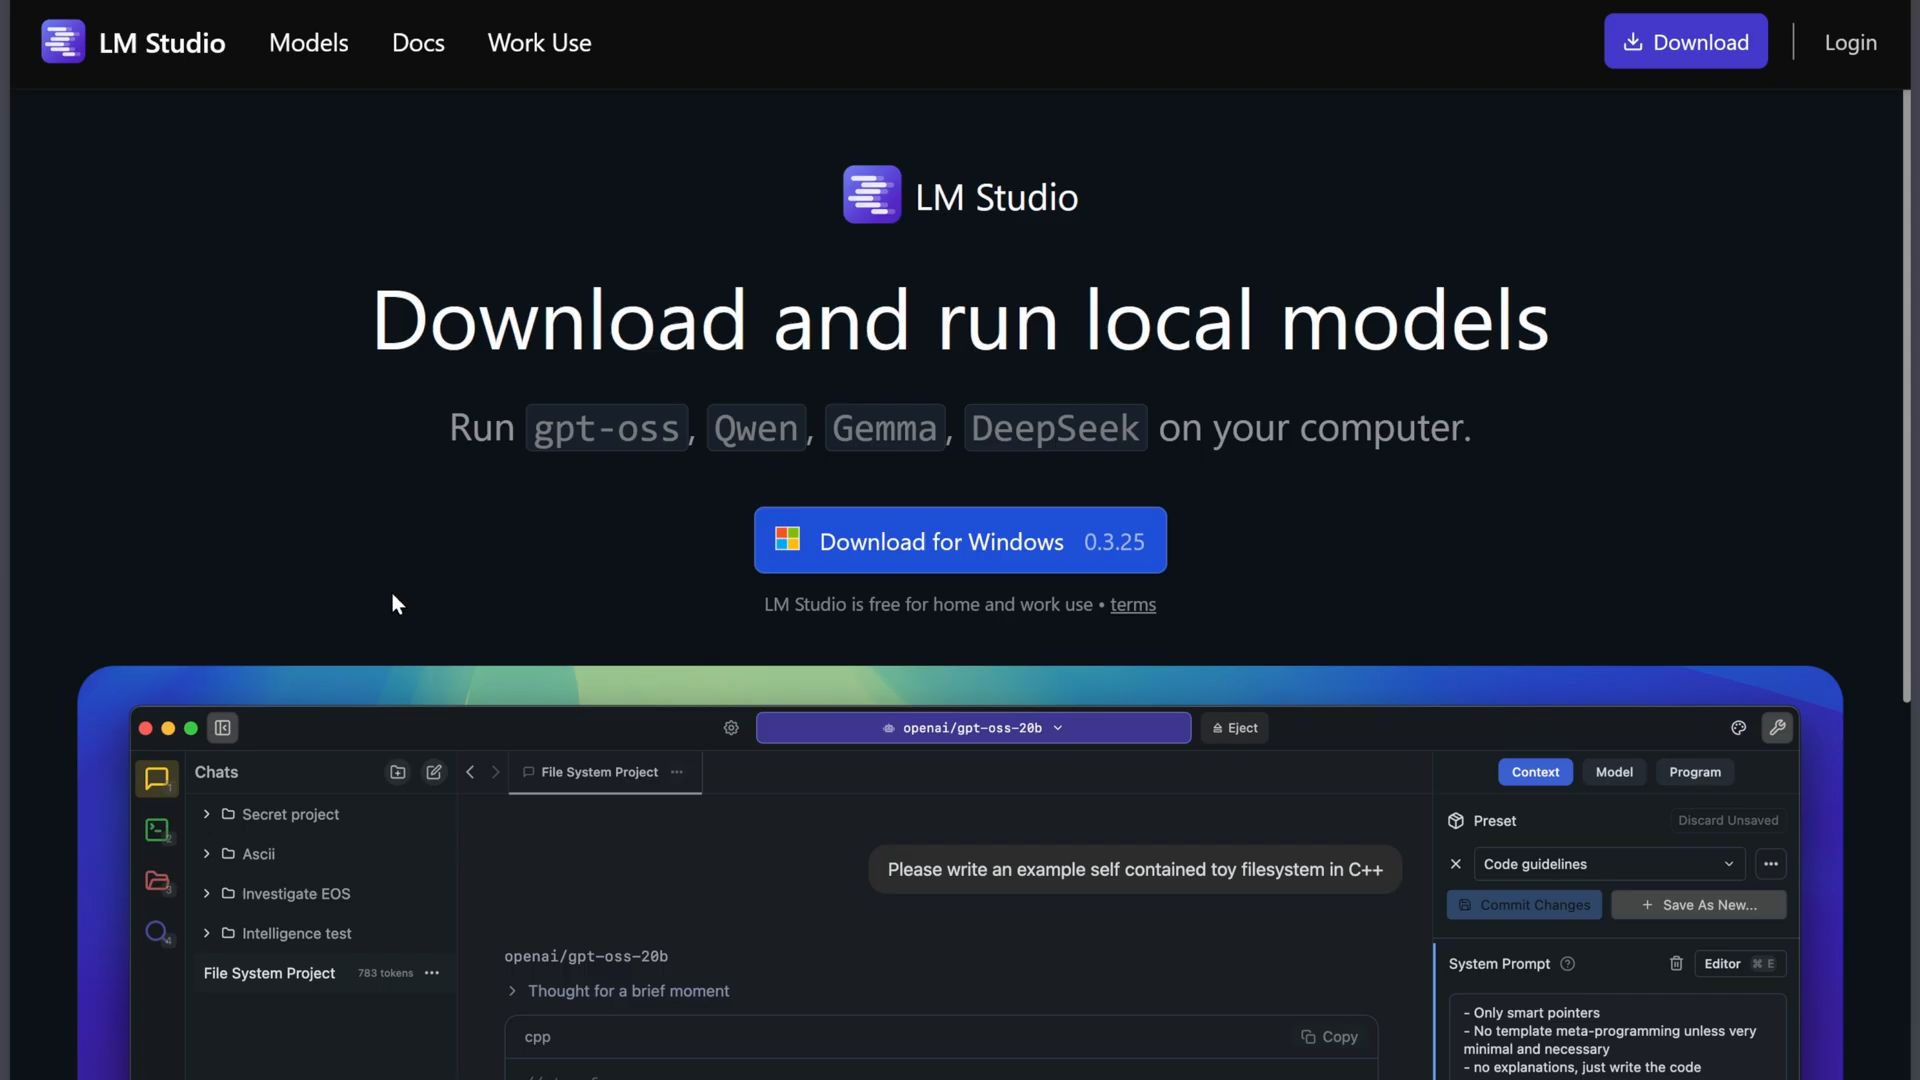 LM Studio Models Docs Work Use Download Login
LM Studio
Download and run local models
Run gpt-oss, Qwen, Gemma, DeepSeek on your computer.
Download for Windows 0.3.25
LM Studio is free for home and work use • terms
openai/gpt-oss-20b Eject
Chats
File System Project ···
Context Model Program
Secret project
Ascii
Investigate EOS
Intelligence test
File System Project 783 tokens ···
Please write an example self contained toy filesystem in C++
openai/gpt-oss-20b
Thought for a brief moment
cpp Copy
Preset Discard Unsaved
Code guidelines
Commit Changes + Save As New...
System Prompt Editor ⌘ E
- Only smart pointers
- No template meta-programming unless very
minimal and necessary
- no explanations, just write the code